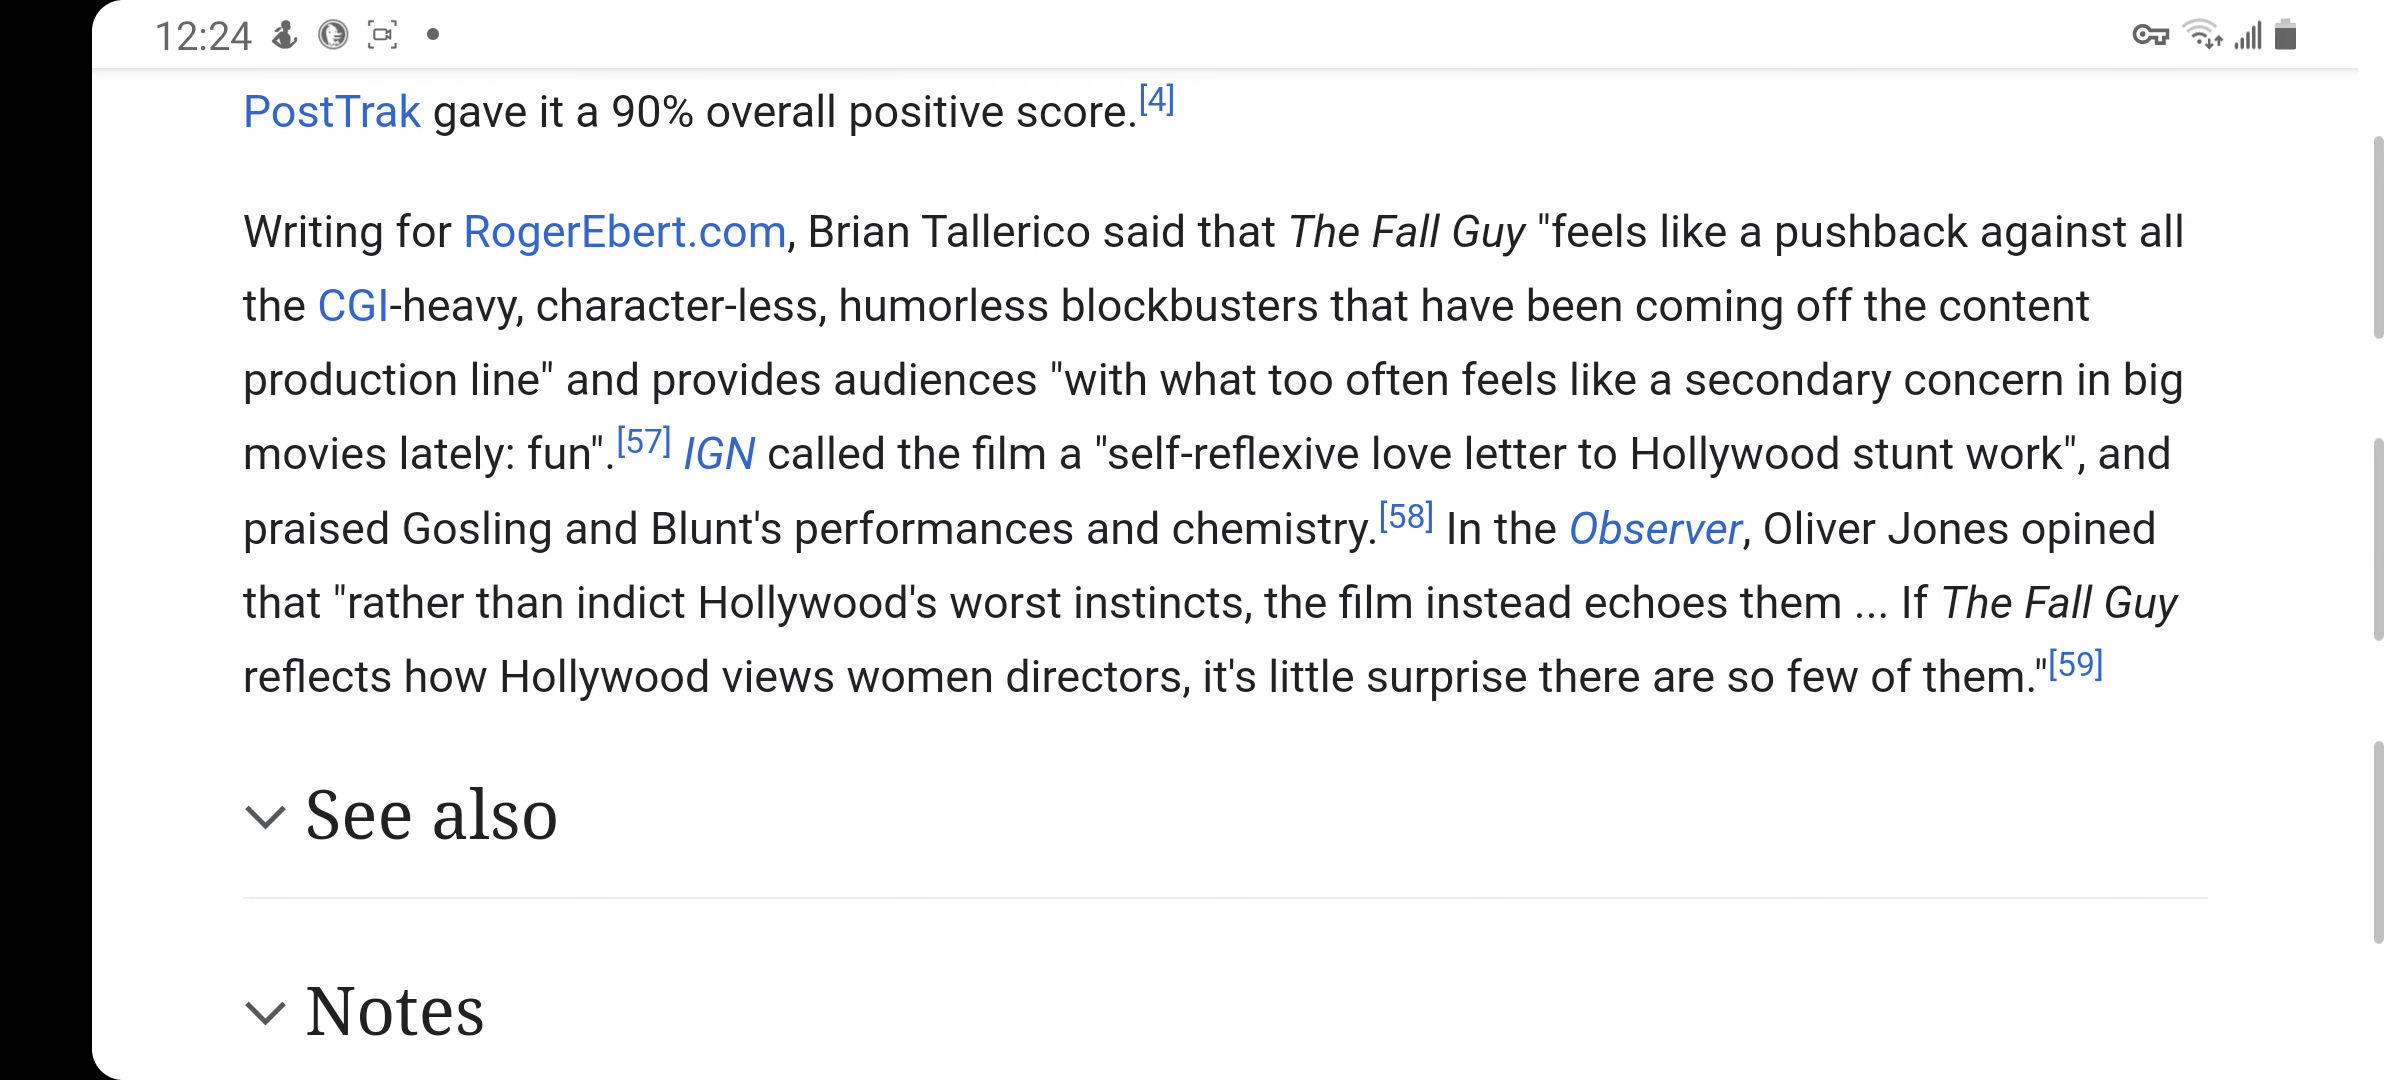 12:24
PostTrak gave it a 90% overall positive score.[4]
Writing for RogerEbert.com, Brian Tallerico said that The Fall Guy "feels like a pushback against all
the CGI-heavy, character-less, humorless blockbusters that have been coming off the content
production line" and provides audiences "with what too often feels like a secondary concern in big
movies lately: fun".[57] IGN called the film a "self-reflexive love letter to Hollywood stunt work", and
praised Gosling and Blunt's performances and chemistry.[58] In the Observer, Oliver Jones opined
that "rather than indict Hollywood's worst instincts, the film instead echoes them ... If The Fall Guy
reflects how Hollywood views women directors, it's little surprise there are so few of them."[59]
See also
Notes